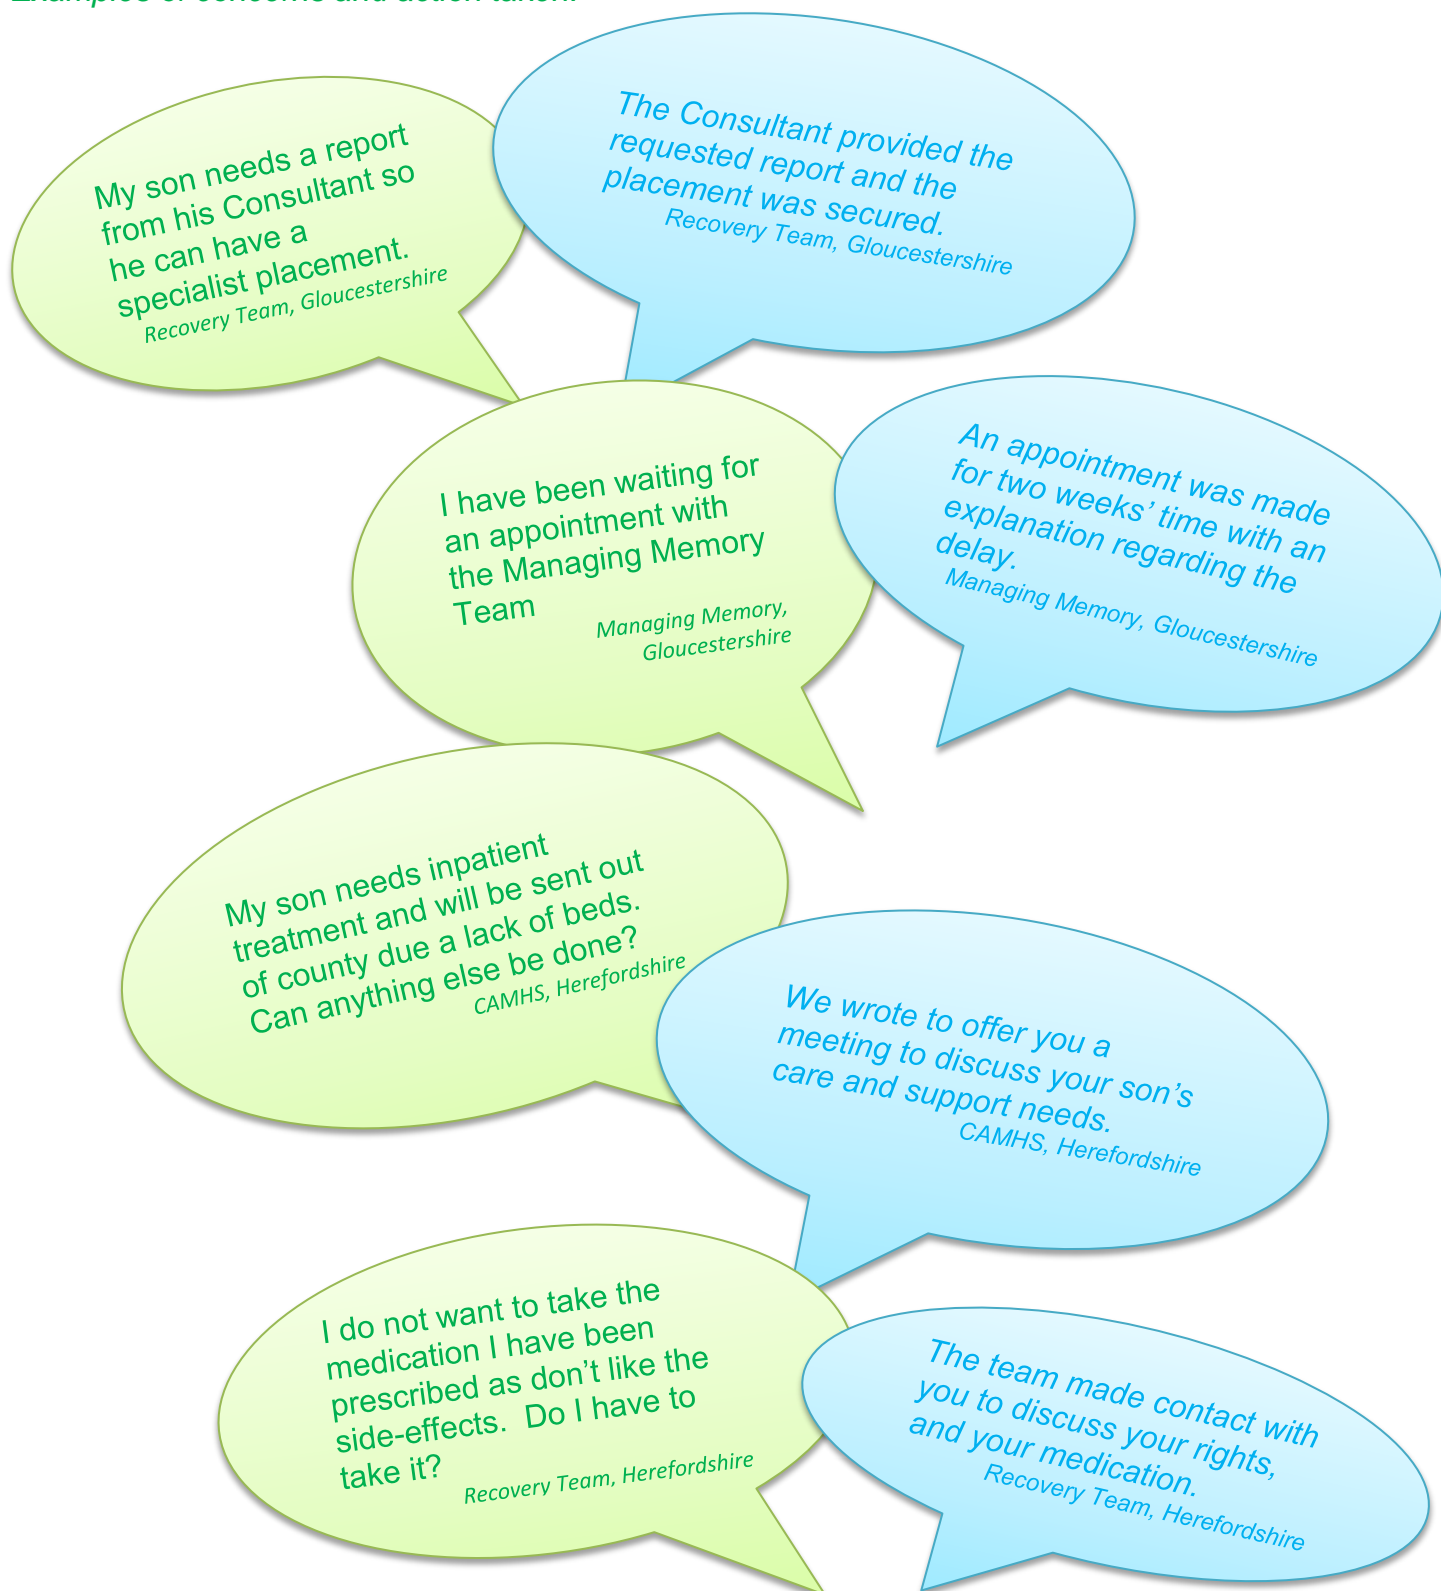 Examples of concerns and action taken:
My son needs a report
from his Consultant so
he can have a
specialist placement.
Recovery Team, Gloucestershire
The Consultant provided the
requested report and the
placement was secured.
Recovery Team, Gloucestershire
I have been waiting for
an appointment with
the Managing Memory
Team
Managing Memory,
Gloucestershire
An appointment was made
for two weeks’ time with an
explanation regarding the
delay.
Managing Memory, Gloucestershire
My son needs inpatient
treatment and will be sent out
of county due a lack of beds.
Can anything else be done?
CAMHS, Herefordshire
We wrote to offer you a
meeting to discuss your son’s
care and support needs.
CAMHS, Herefordshire
I do not want to take the
medication I have been
prescribed as don’t like the
side-effects.  Do I have to
take it?
Recovery Team, Herefordshire
The team made contact with
you to discuss your rights,
and your medication.
Recovery Team, Herefordshire